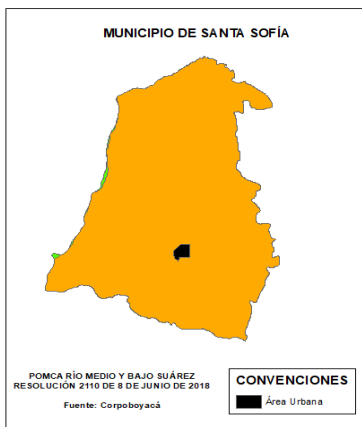 MUNICIPIO DE SANTA SOFÍA
POMCA RÍO MEDIO Y BAJO SUÁREZ
RESOLUCIÓN 2110 DE 8 DE JUNIO DE 2018
Fuente: Corpoboyacá
CONVENCIONES
Área Urbana